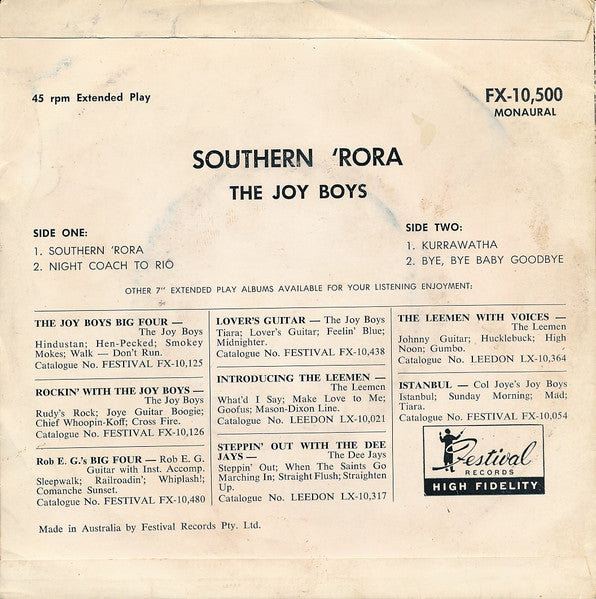 45 rpm Extended Play
FX-10,500
MONAURAL
SOUTHERN 'RORA
THE JOY BOYS
SIDE ONE:
1. SOUTHERN 'RORA
2. NIGHT COACH TO RIO
SIDE TWO:
1. KURRAWATHA
2. BYE, BYE BABY GOODBYE
OTHER 7" EXTENDED PLAY ALBUMS AVAILABLE FOR YOUR LISTENING ENJOYMENT:
THE JOY BOYS BIG FOUR —
The Joy Boys
Hindustan; Hen-Pecked; Smokey
Mokes; Walk — Don't Run.
Catalogue No. FESTIVAL FX-10,125
ROCKIN' WITH THE JOY BOYS —
The Joy Boys
Rudy's Rock; Joye Guitar Boogie;
Chief Whoopin-Koff; Cross Fire.
Catalogue No. FESTIVAL FX-10,126
Rob E. G.'s BIG FOUR — Rob E. G.
Guitar with Inst. Accomp.
Sleepwalk; Railroadin'; Whiplash!;
Comanche Sunset.
Catalogue No. FESTIVAL FX-10,480
LOVER'S GUITAR — The Joy Boys
Tiara; Lover's Guitar; Feelin' Blue;
Midnighter.
Catalogue No. FESTIVAL FX-10,438
INTRODUCING THE LEEMEN —
The Leemen
What'd I Say; Make Love to Me;
Goofus; Mason-Dixon Line.
Catalogue No. LEEDON LX-10,021
STEPPIN' OUT WITH THE DEE
JAYS — The Dee Jays
Steppin' Out; When The Saints Go
Marching In; Straight Flush; Straighten
Up.
Catalogue No. LEEDON LX-10,317
THE LEEMEN WITH VOICES —
The Leemen
Johnny Guitar; Hucklebuck; High
Noon; Gumbo.
Catalogue No. LEEDON LX-10,364
ISTANBUL — Col Joye's Joy Boys
Istanbul; Sunday Morning; Mad;
Tiara.
Catalogue No. FESTIVAL FX-10,054
Festival
RECORDS
HIGH FIDELITY
Made in Australia by Festival Records Pty. Ltd.